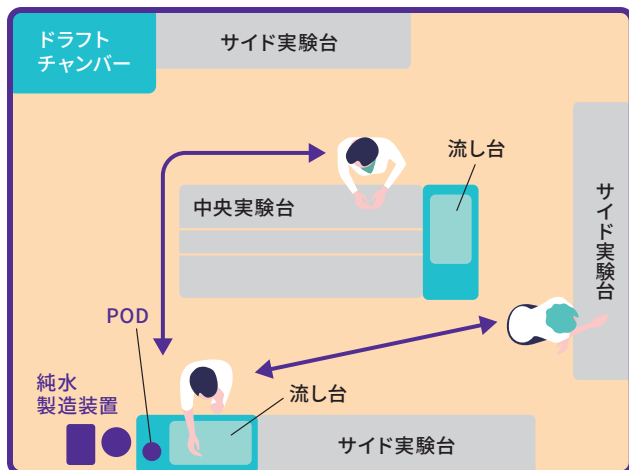 ドラフト
チャンバー
サイド実験台
流し台
中央実験台
サイド実験台
POD
純水
製造装置
流し台
サイド実験台